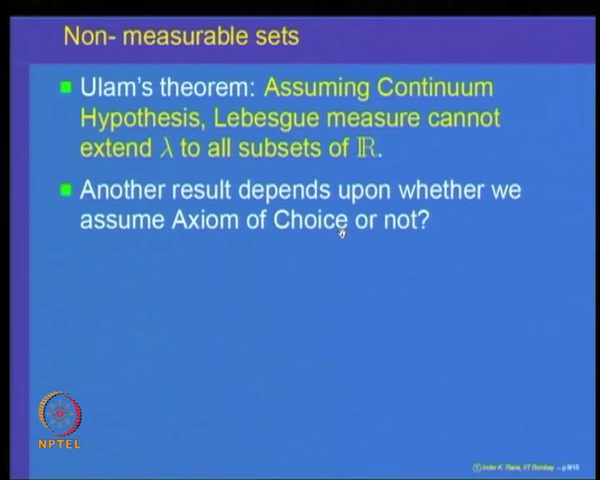 Non- measurable sets
Ulam's theorem: Assuming Continuum
Hypothesis, Lebesgue measure cannot
extend λ to all subsets of ℝ.
Another result depends upon whether we
assume Axiom of Choice or not?
NPTEL
Inder K. Rana, IIT Bombay – p.9/18